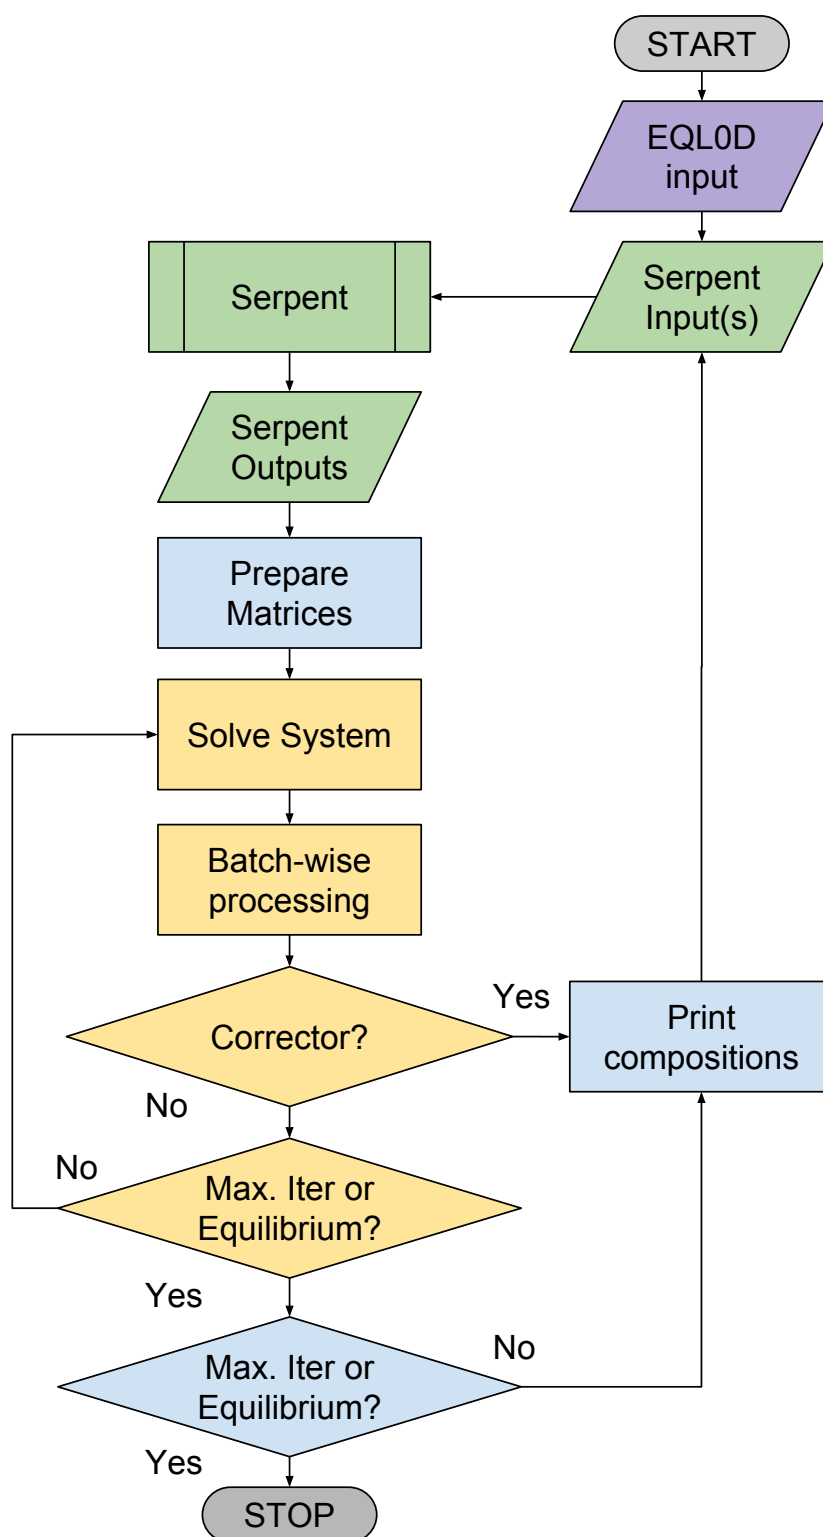 START
EQL0D
input
Serpent
Input(s)
Serpent
Serpent
Outputs
Prepare
Matrices
Solve System
Batch-wise
processing
Corrector?
Yes
Print
compositions
No
Max. Iter or
Equilibrium?
No
Yes
Max. Iter or
Equilibrium?
No
Yes
STOP